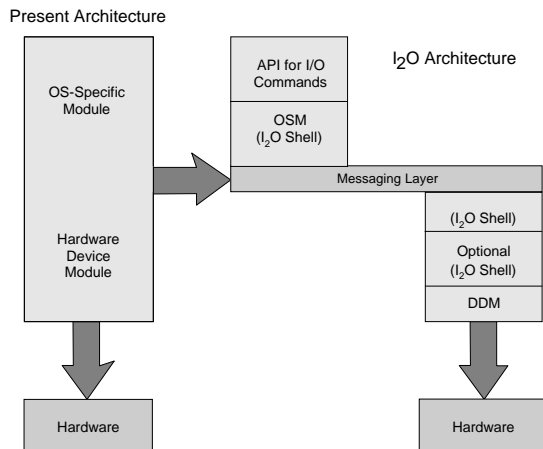 Present Architecture
OS-Specific
Module
Hardware
Device
Module
Hardware
I2O Architecture
API for I/O
Commands
OSM
(I2O Shell)
Messaging Layer
(I2O Shell)
Optional
(I2O Shell)
DDM
Hardware